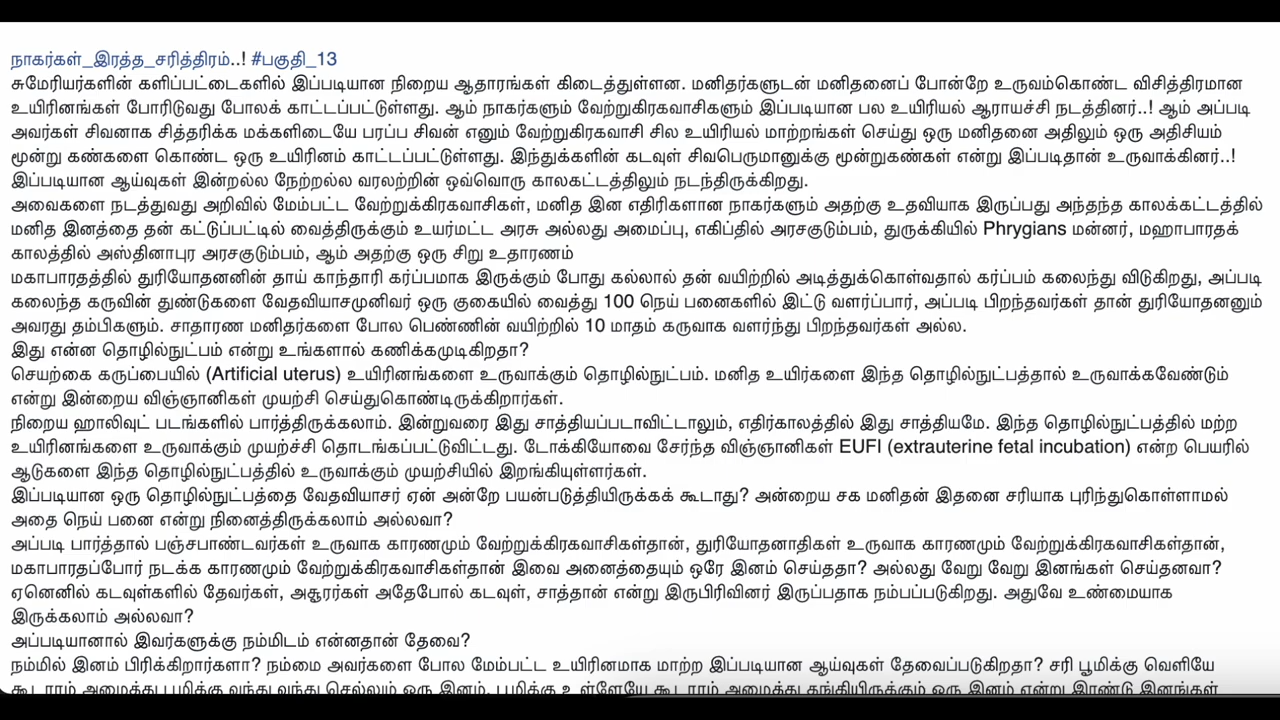 நாகர்கள்_இரத்த_சரித்திரம்..! #பகுதி_13
சுமேரியர்களின் களிப்பட்டைகளில் இப்படியான நிறைய ஆதாரங்கள் கிடைத்துள்ளன. மனிதர்களுடன் மனிதனைப் போன்றே உருவம்கொண்ட விசித்திரமான
உயிரினங்கள் போரிடுவது போலக் காட்டப்பட்டுள்ளது. ஆம் நாகர்களும் வேற்றுகிரகவாசிகளும் இப்படியான பல உயிரியல் ஆராயச்சி நடத்தினர்..! ஆம் அப்படி
அவர்கள் சிவனாக சித்தரிக்க மக்களிடையே பரப்ப சிவன் எனும் வேற்றுகிரகவாசி சில உயிரியல் மாற்றங்கள் செய்து ஒரு மனிதனை அதிலும் ஒரு அதிசியம்
மூன்று கண்களை கொண்ட ஒரு உயிரினம் காட்டப்பட்டுள்ளது. இந்துக்களின் கடவுள் சிவபெருமானுக்கு மூன்றுகண்கள் என்று இப்படிதான் உருவாக்கினர்..!
இப்படியான ஆய்வுகள் இன்றல்ல நேற்றல்ல வரலற்றின் ஒவ்வொரு காலகட்டத்திலும் நடந்திருக்கிறது.
அவைகளை நடத்துவது அறிவில் மேம்பட்ட வேற்றுக்கிரகவாசிகள், மனித இன எதிரிகளான நாகர்களும் அதற்கு உதவியாக இருப்பது அந்தந்த காலக்கட்டத்தில்
மனித இனத்தை தன் கட்டுப்பட்டில் வைத்திருக்கும் உயர்மட்ட அரசு அல்லது அமைப்பு, எகிப்தில் அரசகுடும்பம், துருக்கியில் Phrygians மன்னர், மஹாபாரதக்
காலத்தில் அஸ்தினாபுர அரசகுடும்பம், ஆம் அதற்கு ஒரு சிறு உதாரணம்
மகாபாரதத்தில் துரியோதனனின் தாய் காந்தாரி கர்ப்பமாக இருக்கும் போது கல்லால் தன் வயிற்றில் அடித்துக்கொள்வதால் கர்ப்பம் கலைந்து விடுகிறது, அப்படி
கலைந்த கருவின் துண்டுகளை வேதவியாசமுனிவர் ஒரு குகையில் வைத்து 100 நெய் பனைகளில் இட்டு வளர்ப்பார், அப்படி பிறந்தவர்கள் தான் துரியோதனனும்
அவரது தம்பிகளும். சாதாரண மனிதர்களை போல பெண்ணின் வயிற்றில் 10 மாதம் கருவாக வளர்ந்து பிறந்தவர்கள் அல்ல.
இது என்ன தொழில்நுட்பம் என்று உங்களால் கணிக்கமுடிகிறதா?
செயற்கை கருப்பையில் (Artificial uterus) உயிரினங்களை உருவாக்கும் தொழில்நுட்பம். மனித உயிர்களை இந்த தொழில்நுட்பத்தால் உருவாக்கவேண்டும்
என்று இன்றைய விஞ்ஞானிகள் முயற்சி செய்துகொண்டிருக்கிறார்கள்.
நிறைய ஹாலிவுட் படங்களில் பார்த்திருக்கலாம். இன்றுவரை இது சாத்தியப்படாவிட்டாலும், எதிர்காலத்தில் இது சாத்தியமே. இந்த தொழில்நுட்பத்தில் மற்ற
உயிரினங்களை உருவாக்கும் முயற்ச்சி தொடங்கப்பட்டுவிட்டது. டோக்கியோவை சேர்ந்த விஞ்ஞானிகள் EUFI (extrauterine fetal incubation) என்ற பெயரில்
ஆடுகளை இந்த தொழில்நுட்பத்தில் உருவாக்கும் முயற்சியில் இறங்கியுள்ளர்கள்.
இப்படியான ஒரு தொழில்நுட்பத்தை வேதவியாசர் ஏன் அன்றே பயன்படுத்தியிருக்கக் கூடாது? அன்றைய சக மனிதன் இதனை சரியாக புரிந்துகொள்ளாமல்
அதை நெய் பனை என்று நினைத்திருக்கலாம் அல்லவா?
அப்படி பார்த்தால் பஞ்சபாண்டவர்கள் உருவாக காரணமும் வேற்றுக்கிரகவாசிகள்தான், துரியோதனாதிகள் உருவாக காரணமும் வேற்றுக்கிரகவாசிகள்தான்,
மகாபாரதப்போர் நடக்க காரணமும் வேற்றுக்கிரகவாசிகள்தான் இவை அனைத்தையும் ஒரே இனம் செய்ததா? அல்லது வேறு வேறு இனங்கள் செய்தனவா?
ஏனெனில் கடவுள்களில் தேவர்கள், அசூரர்கள் அதேபோல் கடவுள், சாத்தான் என்று இருபிரிவினர் இருப்பதாக நம்பப்படுகிறது. அதுவே உண்மையாக
இருக்கலாம் அல்லவா?
அப்படியானால் இவர்களுக்கு நம்மிடம் என்னதான் தேவை?
நம்மில் இனம் பிரிக்கிறார்களா? நம்மை அவர்களை போல மேம்பட்ட உயிரினமாக மாற்ற இப்படியான ஆய்வுகள் தேவைப்படுகிறதா? சரி பூமிக்கு வெளியே
கூடாரம் அமைத்து பூமிக்கு வந்து வந்து செல்லும் ஒரு இனம், பூமிக்கு உள்ளேயே கூடாரம் அமைத்து தங்கியிருக்கும் ஒரு இனம் என்று இரண்டு இனங்கள்